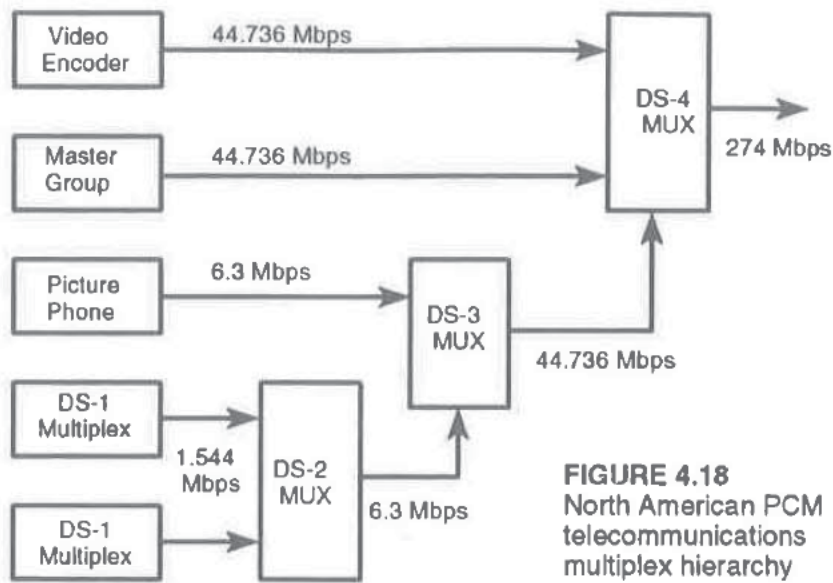 Video
Encoder
44.736 Mbps
DS-4
MUX
274 Mbps
Master
Group
44.736 Mbps
Picture
Phone
6.3 Mbps
DS-3
MUX
44.736 Mbps
DS-1
Multiplex
1.544
Mbps
DS-2
MUX
6.3 Mbps
DS-1
Multiplex
FIGURE 4.18
North American PCM
telecommunications
multiplex hierarchy